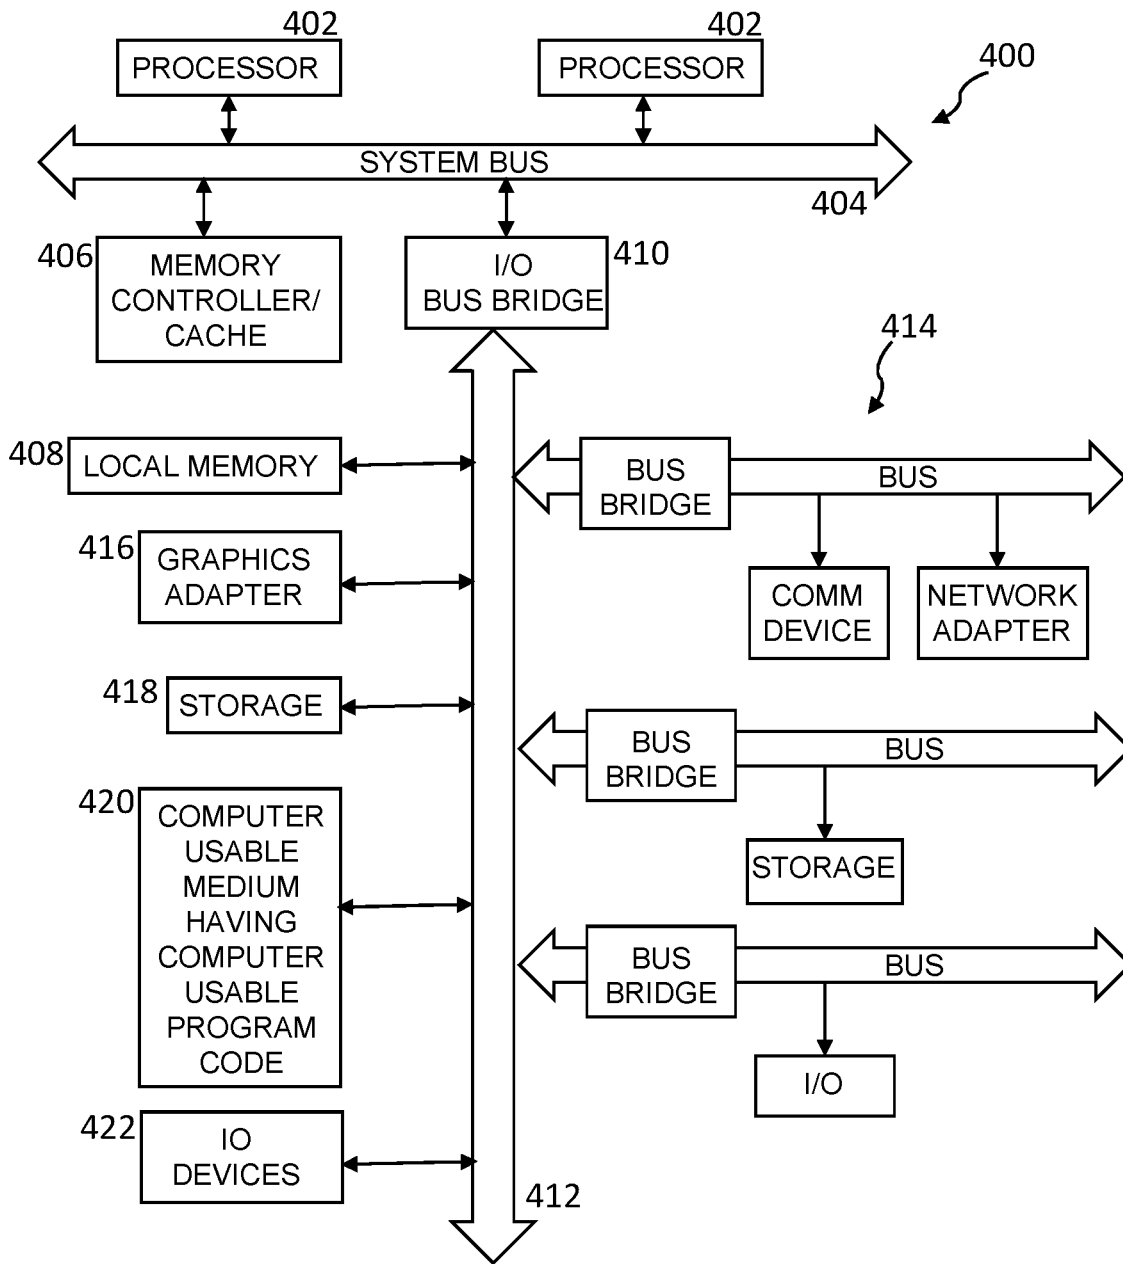 402
402
PROCESSOR
PROCESSOR
400
SYSTEM BUS
404
406
MEMORY
CONTROLLER/
CACHE
I/O
BUS BRIDGE
410
414
408
LOCAL MEMORY
BUS
BRIDGE
BUS
416
GRAPHICS
ADAPTER
COMM
DEVICE
NETWORK
ADAPTER
418
STORAGE
BUS
BRIDGE
BUS
420
COMPUTER
USABLE
MEDIUM
HAVING
COMPUTER
USABLE
PROGRAM
CODE
STORAGE
BUS
BRIDGE
BUS
I/O
422
IO
DEVICES
412